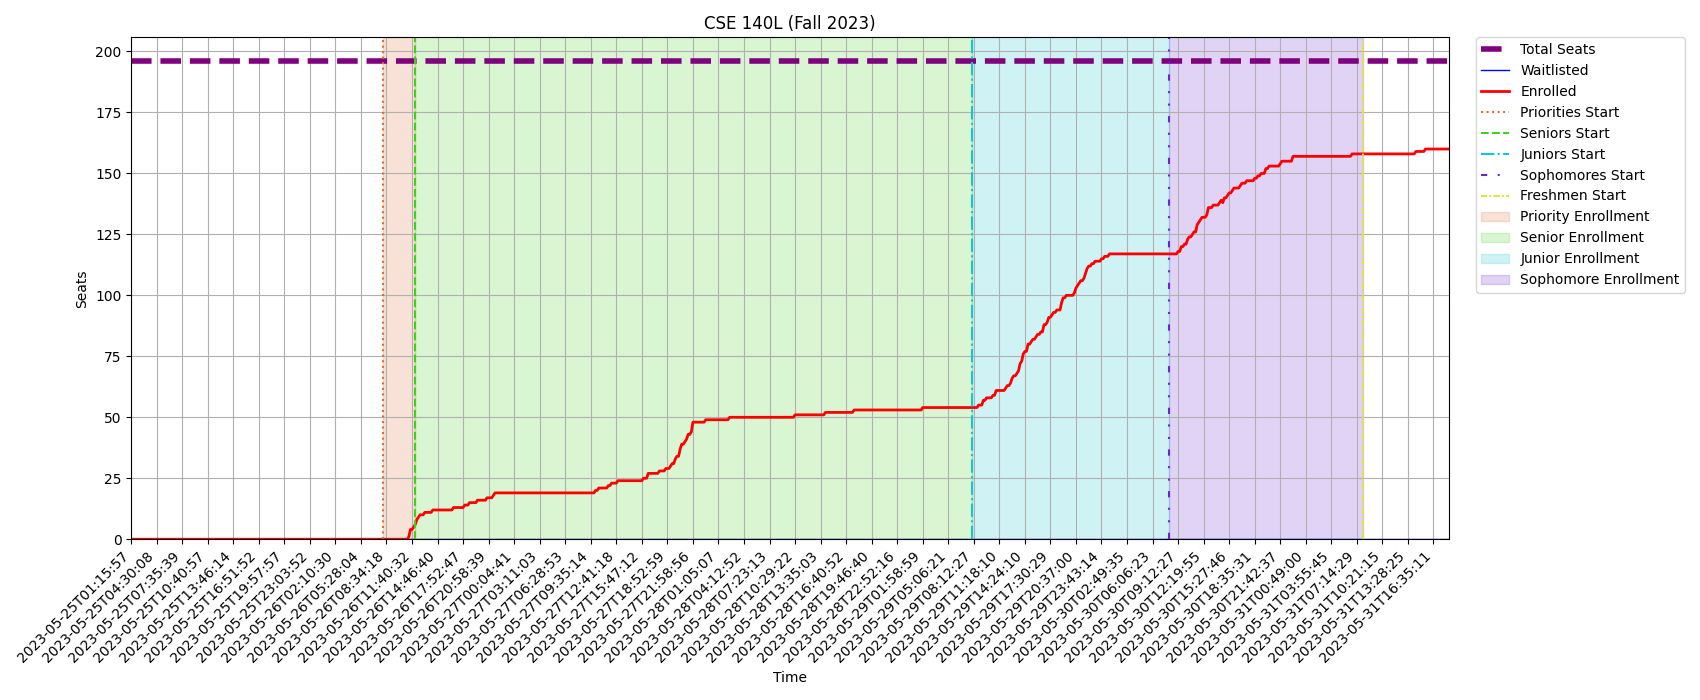 CSE 140L (Fall 2023)
200
175
150
125
100
75
50
25
0
Seats
2023-05-25T01:15:57
2023-05-25T04:30:08
2023-05-25T07:35:39
2023-05-25T10:40:57
2023-05-25T13:46:14
2023-05-25T16:51:52
2023-05-25T19:57:57
2023-05-25T23:03:52
2023-05-26T02:10:30
2023-05-26T05:28:04
2023-05-26T08:34:18
2023-05-26T11:40:32
2023-05-26T14:46:40
2023-05-26T17:52:47
2023-05-26T20:58:39
2023-05-27T00:04:41
2023-05-27T03:11:03
2023-05-27T06:28:53
2023-05-27T09:35:14
2023-05-27T12:41:18
2023-05-27T15:47:12
2023-05-27T18:52:59
2023-05-27T21:58:56
2023-05-28T01:05:07
2023-05-28T04:12:52
2023-05-28T07:23:13
2023-05-28T10:29:22
2023-05-28T13:35:03
2023-05-28T16:40:52
2023-05-28T19:46:40
2023-05-28T22:52:16
2023-05-29T01:58:59
2023-05-29T05:06:21
2023-05-29T08:12:27
2023-05-29T11:18:10
2023-05-29T14:24:10
2023-05-29T17:30:29
2023-05-29T20:37:00
2023-05-29T23:43:14
2023-05-30T02:49:35
2023-05-30T06:06:23
2023-05-30T09:12:27
2023-05-30T12:19:55
2023-05-30T15:27:46
2023-05-30T18:35:31
2023-05-30T21:42:37
2023-05-31T00:49:00
2023-05-31T03:55:45
2023-05-31T07:14:29
2023-05-31T10:21:15
2023-05-31T13:28:25
2023-05-31T16:35:11
Time
Total Seats
Waitlisted
Enrolled
Priorities Start
Seniors Start
Juniors Start
Sophomores Start
Freshmen Start
Priority Enrollment
Senior Enrollment
Junior Enrollment
Sophomore Enrollment